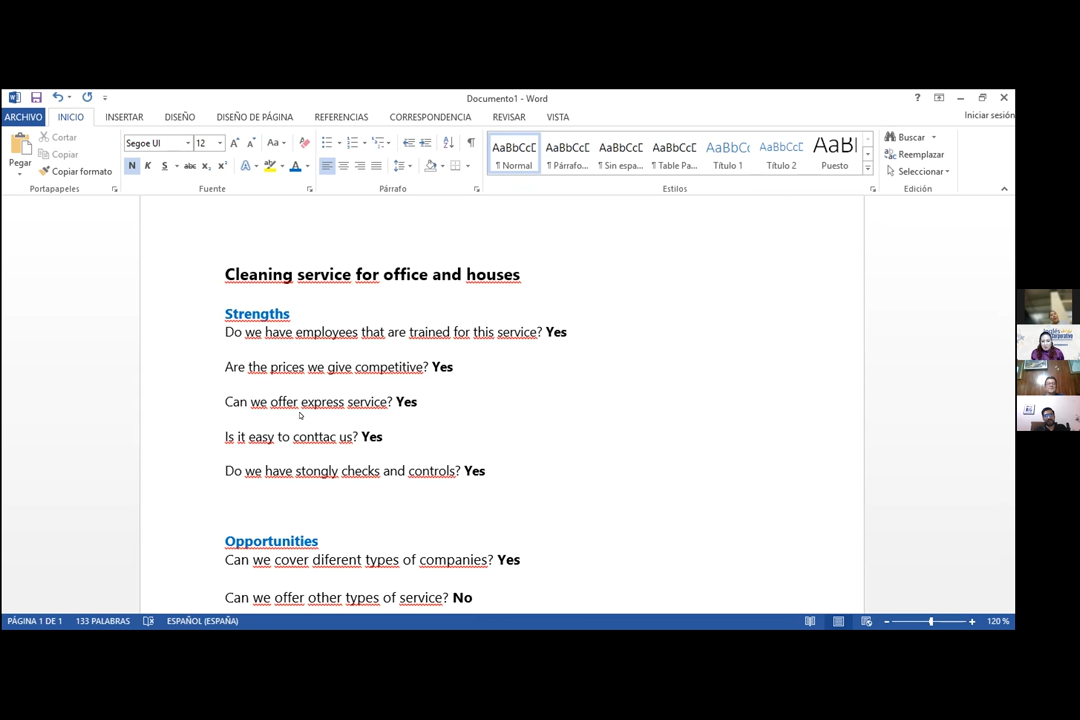 Documento1 - Word
Iniciar sesión
ARCHIVO INICIO INSERTAR DISEÑO DISEÑO DE PÁGINA REFERENCIAS CORRESPONDENCIA REVISAR VISTA
Pegar
Cortar
Copiar
Copiar formato
Portapapeles
Segoe UI 12
Fuente
Párrafo
AaBbCcD AaBbCcD AaBbCcD AaBbCcD AaBbCc AaBbCcD AaBl
¶ Normal ¶ Párrafo... ¶ Sin espa... ¶ Table Pa... Título 1 Título 2 Puesto
Estilos
Buscar
Reemplazar
Seleccionar
Edición
Cleaning service for office and houses
Strengths
Do we have employees that are trained for this service? Yes
Are the prices we give competitive? Yes
Can we offer express service? Yes
Is it easy to conttac us? Yes
Do we have stongly checks and controls? Yes
Opportunities
Can we cover diferent types of companies? Yes
Can we offer other types of service? No
PÁGINA 1 DE 1 133 PALABRAS ESPAÑOL (ESPAÑA) 120 %